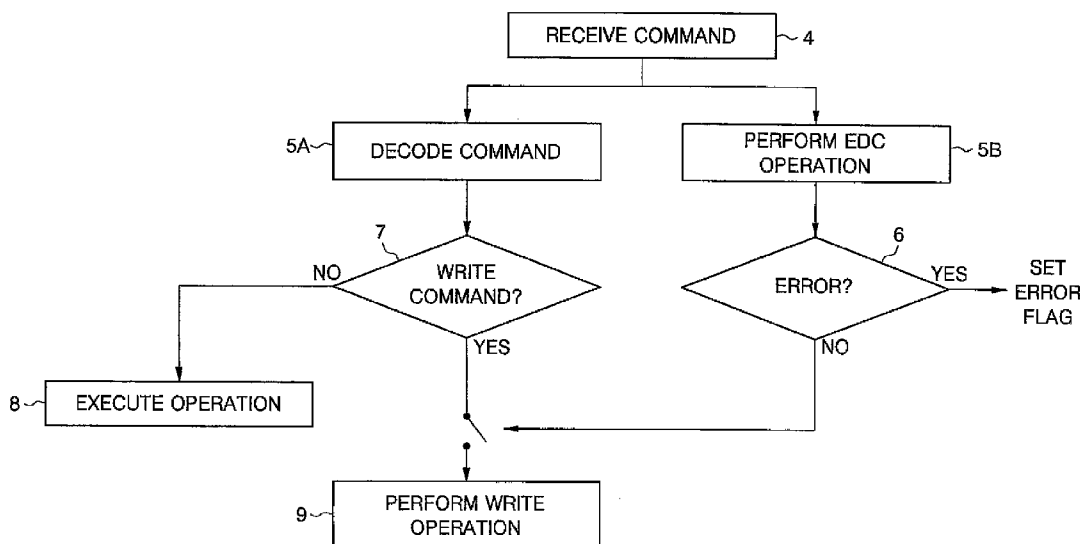 RECEIVE COMMAND
4
5A
DECODE COMMAND
PERFORM EDC
OPERATION
5B
7
NO
WRITE
COMMAND?
YES
6
ERROR?
YES
NO
SET
ERROR
FLAG
8
EXECUTE OPERATION
9
PERFORM WRITE
OPERATION